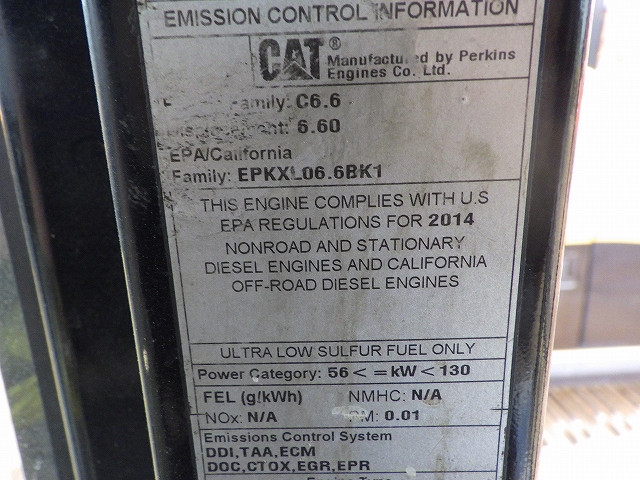 EMISSION CONTROL INFORMATION
CAT®
Manufactured by Perkins
Engines Co. Ltd.
Family: C6.6
6.60
EPA/California
Family: EPKXL06.6BK1
THIS ENGINE COMPLIES WITH U.S
EPA REGULATIONS FOR 2014
NONROAD AND STATIONARY
DIESEL ENGINES AND CALIFORNIA
OFF-ROAD DIESEL ENGINES
ULTRA LOW SULFUR FUEL ONLY
Power Category: 56 < = kW < 130
FEL (g/kWh) NMHC: N/A
NOx: N/A PM: 0.01
Emissions Control System
DDI,TAA,ECM
DOC,CTOX,EGR,EPR